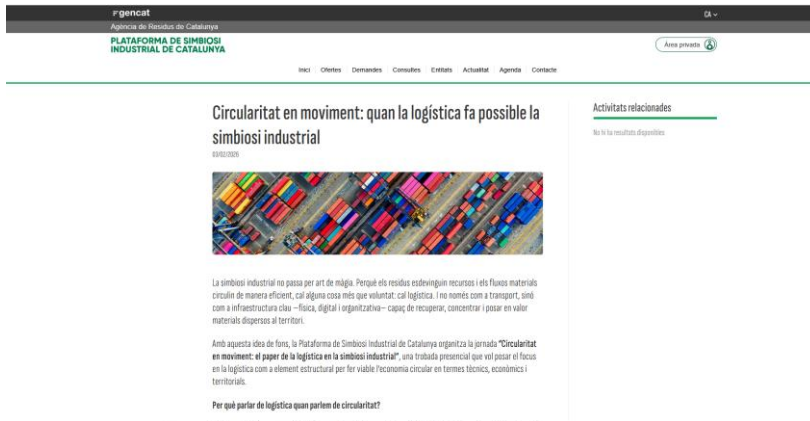 gencat
CA
Agència de Residus de Catalunya
PLATAFORMA DE SIMBIOSI
INDUSTRIAL DE CATALUNYA
Àrea privada
Inici Ofertes Demandes Consultes Entitats Actualitat Agenda Contacte
Circularitat en moviment: quan la logística fa possible la
simbiosi industrial
03/02/2026
Activitats relacionades
No hi ha resultats disponibles
La simbiosi industrial no passa per art de màgia. Perquè els residus esdevinguin recursos i els fluxos materials
circulin de manera eficient, cal alguna cosa més que voluntat: cal logística. I no només com a transport, sinó
com a infraestructura clau —física, digital i organitzativa— capaç de recuperar, concentrar i posar en valor
materials dispersos al territori.
Amb aquesta idea de fons, la Plataforma de Simbiosi Industrial de Catalunya organitza la jornada "Circularitat
en moviment: el paper de la logística en la simbiosi industrial", una trobada presencial que vol posar el focus
en la logística com a element estructural per fer viable l'economia circular en termes tècnics, econòmics i
territorials.
Per què parlar de logística quan parlem de circularitat?